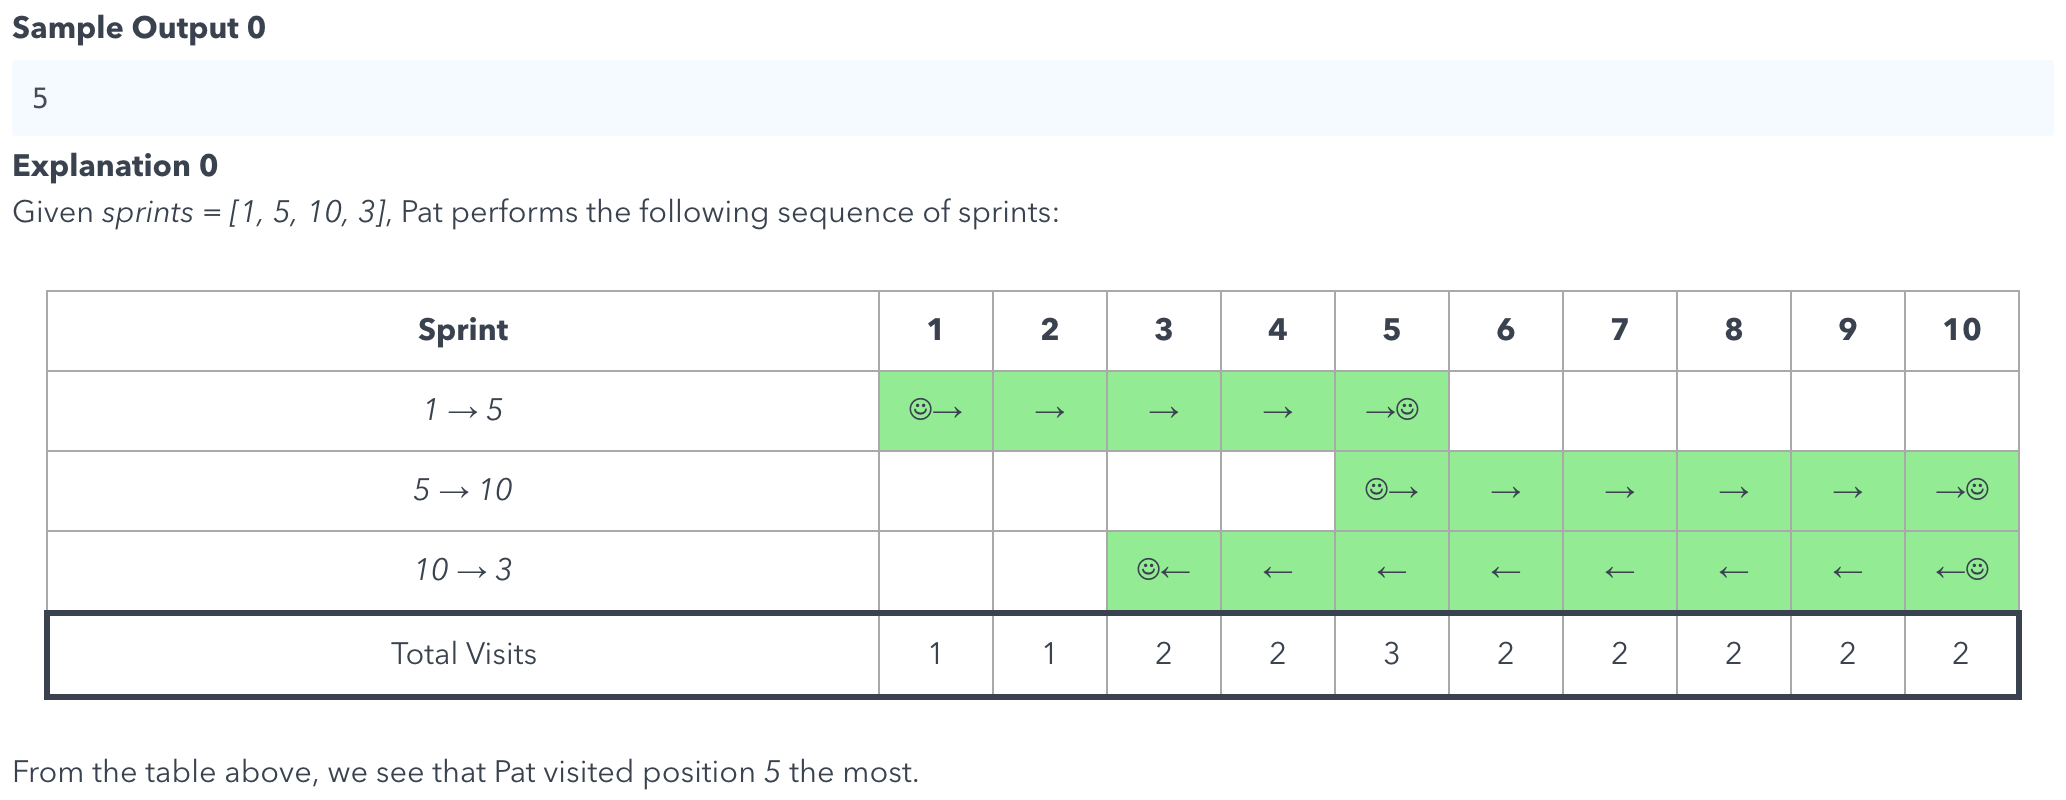 Sample Output 0
5
Explanation 0
Given sprints = [1, 5, 10, 3], Pat performs the following sequence of sprints:
Sprint 1 2 3 4 5 6 7 8 9 10
1 → 5 ☺→ → → → →☺
5 → 10 ☺→ → → → → →☺
10 → 3 ☺← ← ← ← ← ← ← ←☺
Total Visits 1 1 2 2 3 2 2 2 2 2
From the table above, we see that Pat visited position 5 the most.